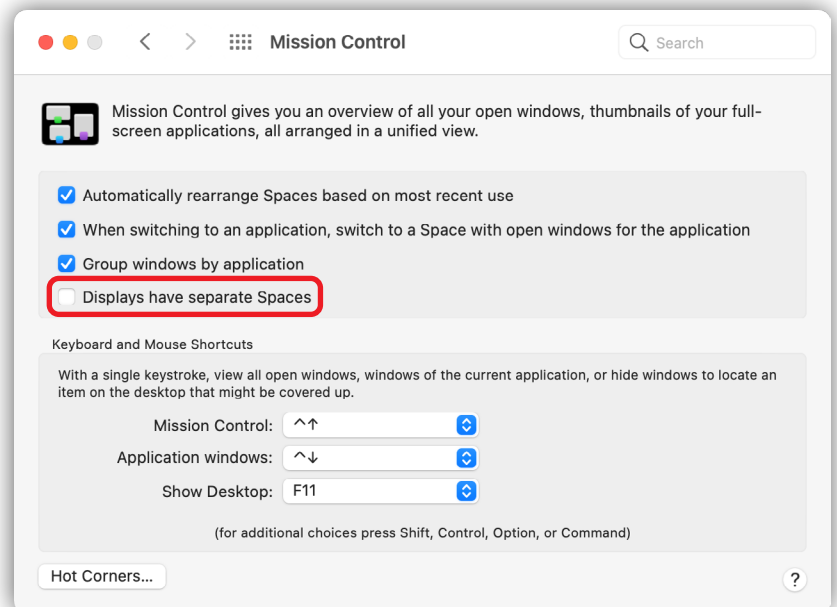 Mission Control
Search
Mission Control gives you an overview of all your open windows, thumbnails of your full-
screen applications, all arranged in a unified view.
Automatically rearrange Spaces based on most recent use
When switching to an application, switch to a Space with open windows for the application
Group windows by application
Displays have separate Spaces
Keyboard and Mouse Shortcuts
With a single keystroke, view all open windows, windows of the current application, or hide windows to locate an
item on the desktop that might be covered up.
Mission Control: ^↑
Application windows: ^↓
Show Desktop: F11
(for additional choices press Shift, Control, Option, or Command)
Hot Corners...
?